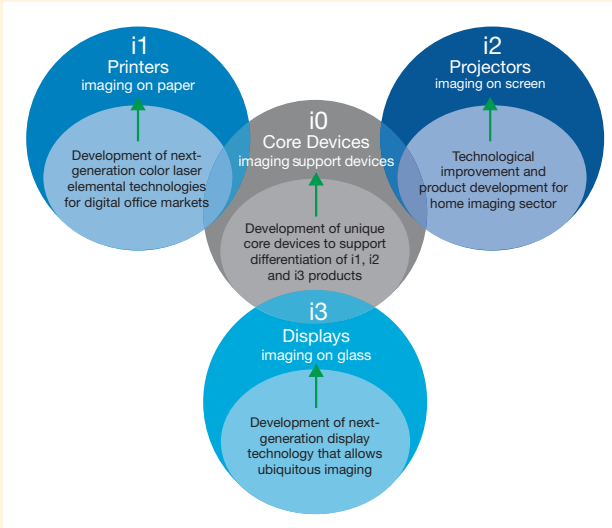 i1
Printers
imaging on paper
Development of next-
generation color laser
elemental technologies
for digital office markets
i2
Projectors
imaging on screen
Technological
improvement and
product development for
home imaging sector
i0
Core Devices
imaging support devices
Development of unique
core devices to support
differentiation of i1, i2
and i3 products
i3
Displays
imaging on glass
Development of next-
generation display
technology that allows
ubiquitous imaging